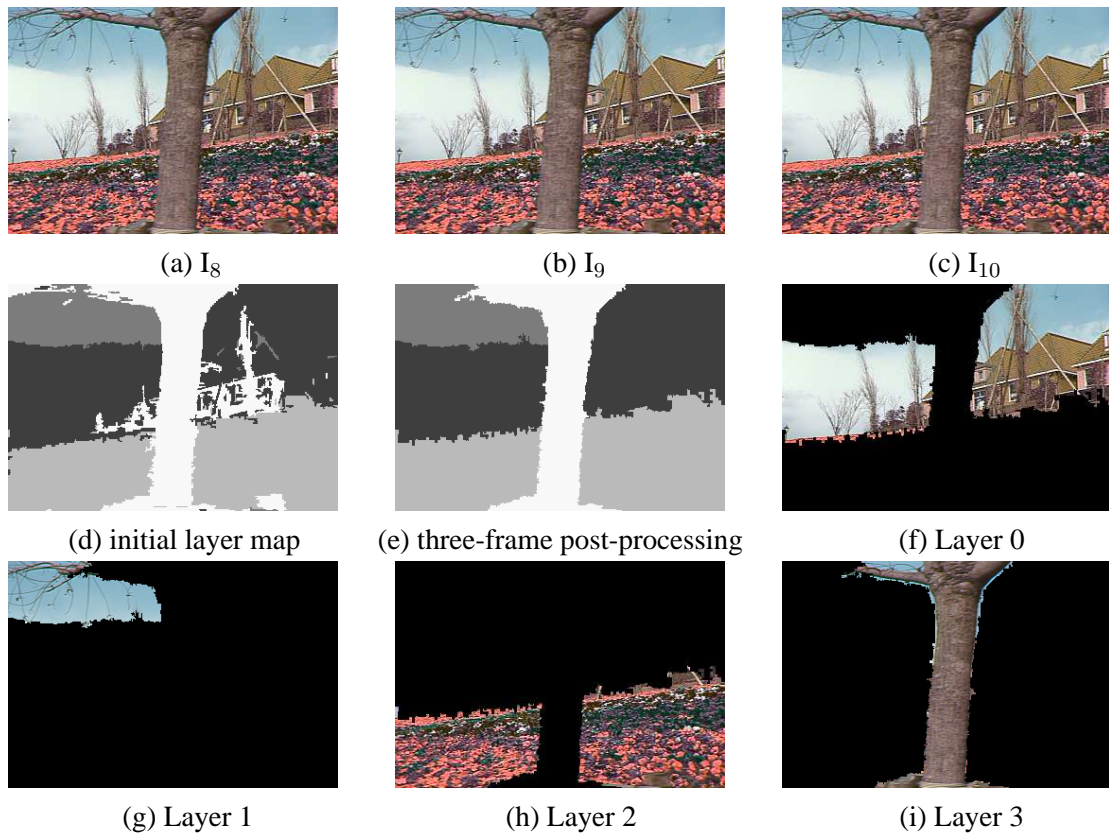 (a) I₈
(b) I₉
(c) I₁₀
(d) initial layer map
(e) three-frame post-processing
(f) Layer 0
(g) Layer 1
(h) Layer 2
(i) Layer 3